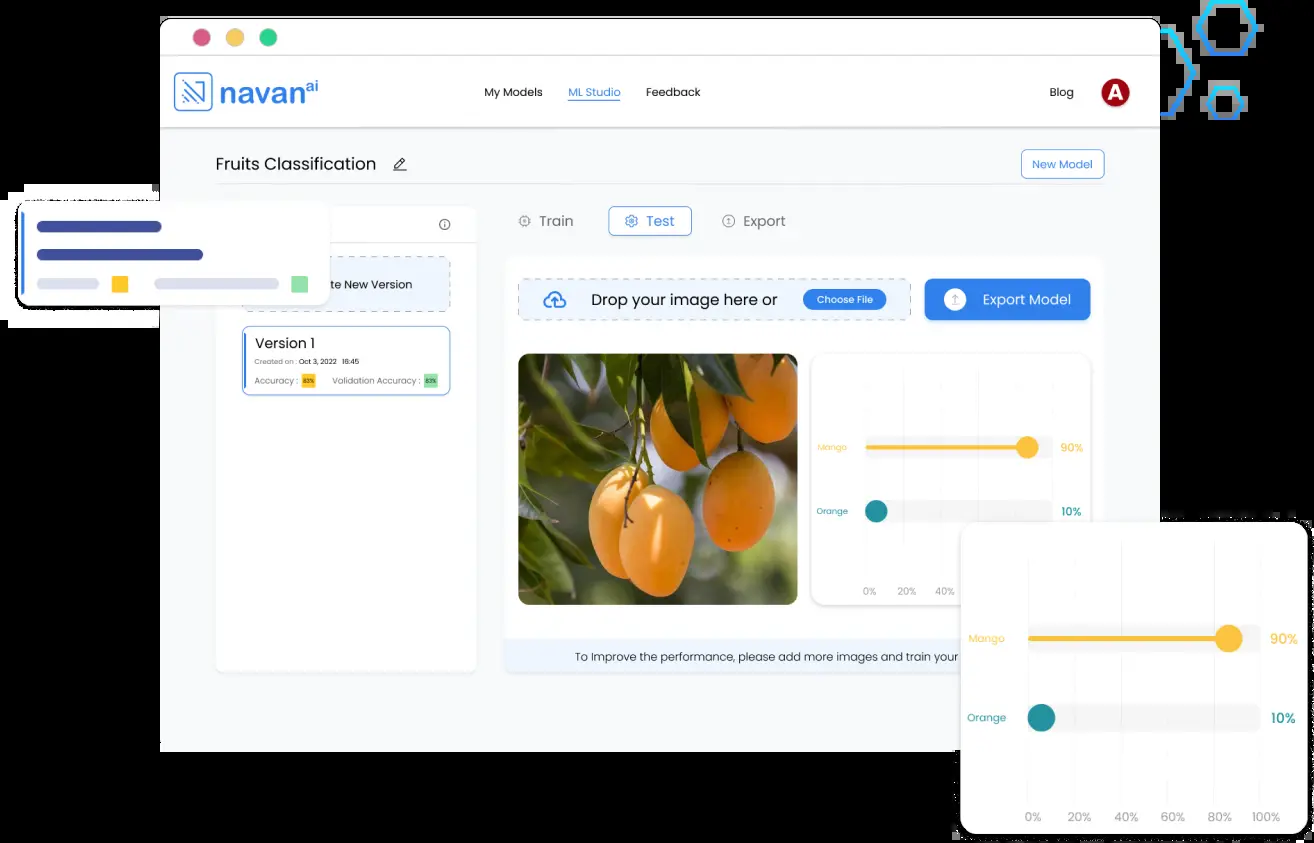 navan ai
My Models
ML Studio
Feedback
Blog
A
Fruits Classification
New Model
Train
Test
Export
te New Version
Drop your image here or
Choose File
Export Model
Version 1
Created on : Oct 3, 2022 16:45
Accuracy : 83%
Validation Accuracy : 83%
Mango
90%
Orange
10%
0% 20% 40%
To Improve the performance, please add more images and train your
Mango
90%
Orange
10%
0% 20% 40% 60% 80% 100%